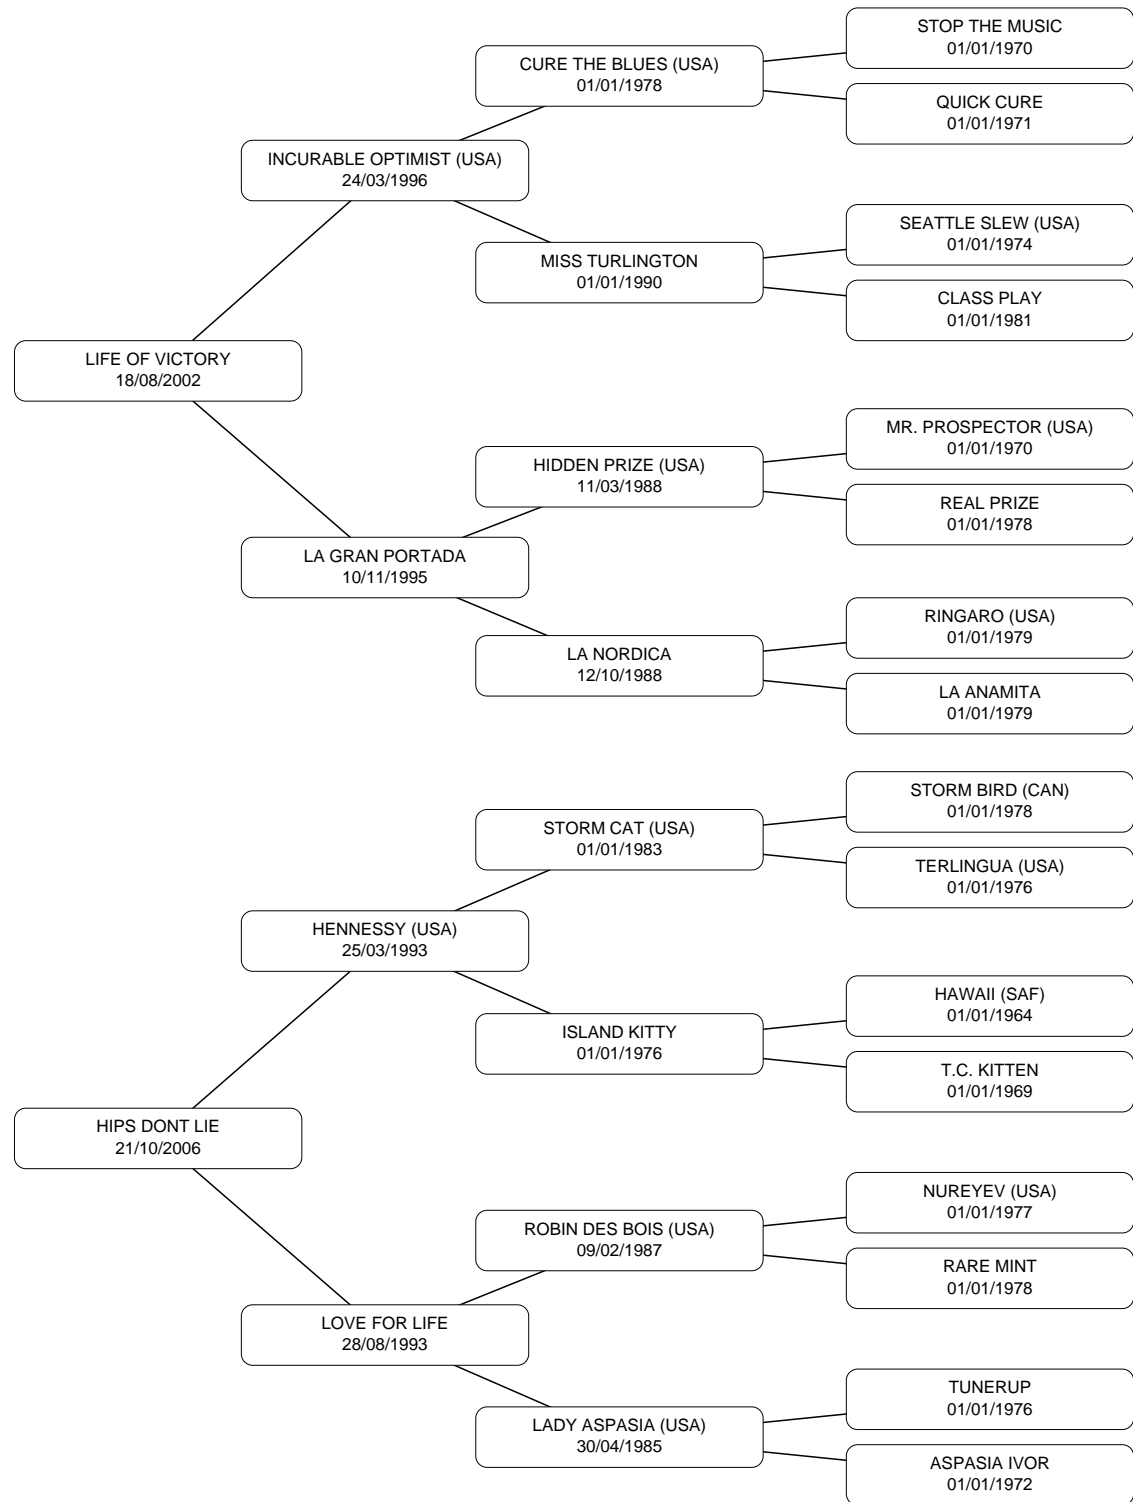 STOP THE MUSIC
01/01/1970
CURE THE BLUES (USA)
01/01/1978
QUICK CURE
01/01/1971
INCURABLE OPTIMIST (USA)
24/03/1996
SEATTLE SLEW (USA)
01/01/1974
MISS TURLINGTON
01/01/1990
CLASS PLAY
01/01/1981
LIFE OF VICTORY
18/08/2002
MR. PROSPECTOR (USA)
01/01/1970
HIDDEN PRIZE (USA)
11/03/1988
REAL PRIZE
01/01/1978
LA GRAN PORTADA
10/11/1995
RINGARO (USA)
01/01/1979
LA NORDICA
12/10/1988
LA ANAMITA
01/01/1979
STORM BIRD (CAN)
01/01/1978
STORM CAT (USA)
01/01/1983
TERLINGUA (USA)
01/01/1976
HENNESSY (USA)
25/03/1993
HAWAII (SAF)
01/01/1964
ISLAND KITTY
01/01/1976
T.C. KITTEN
01/01/1969
HIPS DONT LIE
21/10/2006
NUREYEV (USA)
01/01/1977
ROBIN DES BOIS (USA)
09/02/1987
RARE MINT
01/01/1978
LOVE FOR LIFE
28/08/1993
TUNERUP
01/01/1976
LADY ASPASIA (USA)
30/04/1985
ASPASIA IVOR
01/01/1972